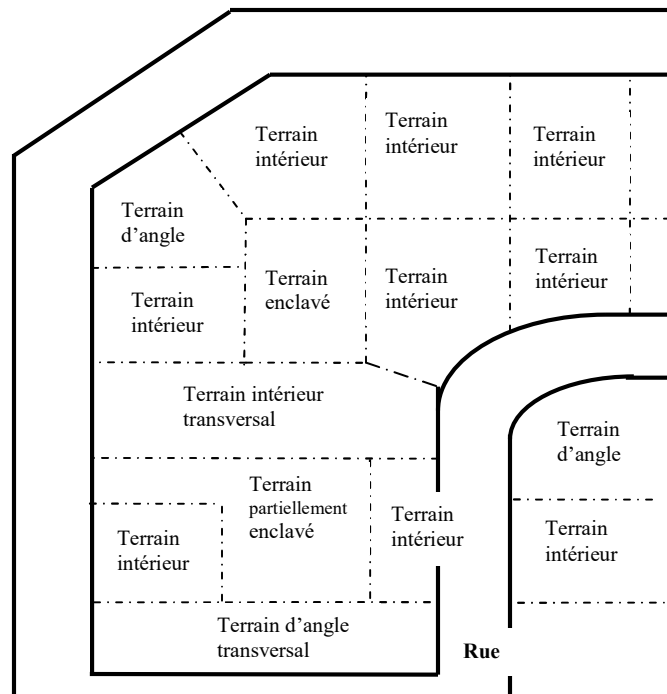 Terrain
intérieur
Terrain
intérieur
Terrain
intérieur
Terrain
d’angle
Terrain
intérieur
Terrain
enclavé
Terrain
intérieur
Terrain
intérieur
Terrain intérieur
transversal
Terrain
d’angle
Terrain
partiellement
enclavé
Terrain
intérieur
Terrain
intérieur
Terrain
intérieur
Terrain d’angle
transversal
Rue